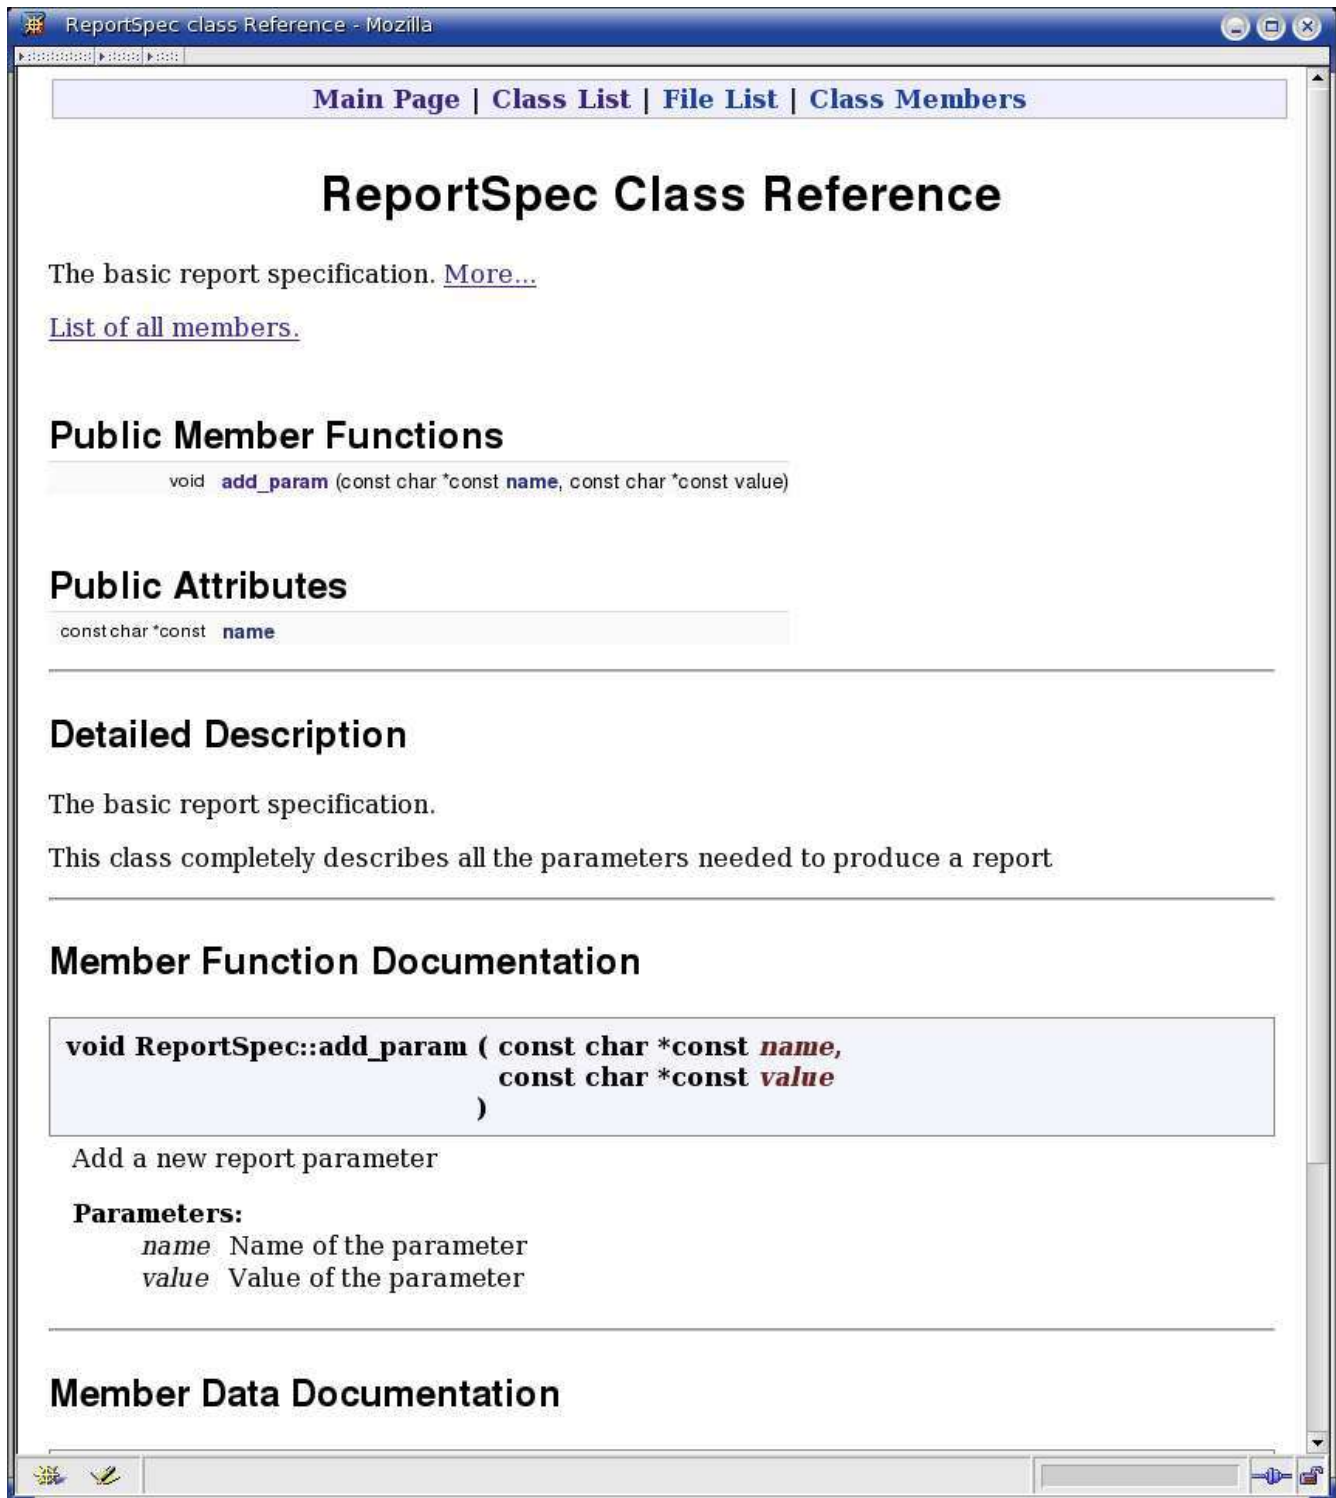 ReportSpec class Reference - Mozilla
Main Page | Class List | File List | Class Members
ReportSpec Class Reference
The basic report specification. More...
List of all members.
Public Member Functions
void add_param (const char *const name, const char *const value)
Public Attributes
const char *const name
Detailed Description
The basic report specification.
This class completely describes all the parameters needed to produce a report
Member Function Documentation
void ReportSpec::add_param ( const char *const name,
const char *const value
)
Add a new report parameter
Parameters:
name Name of the parameter
value Value of the parameter
Member Data Documentation